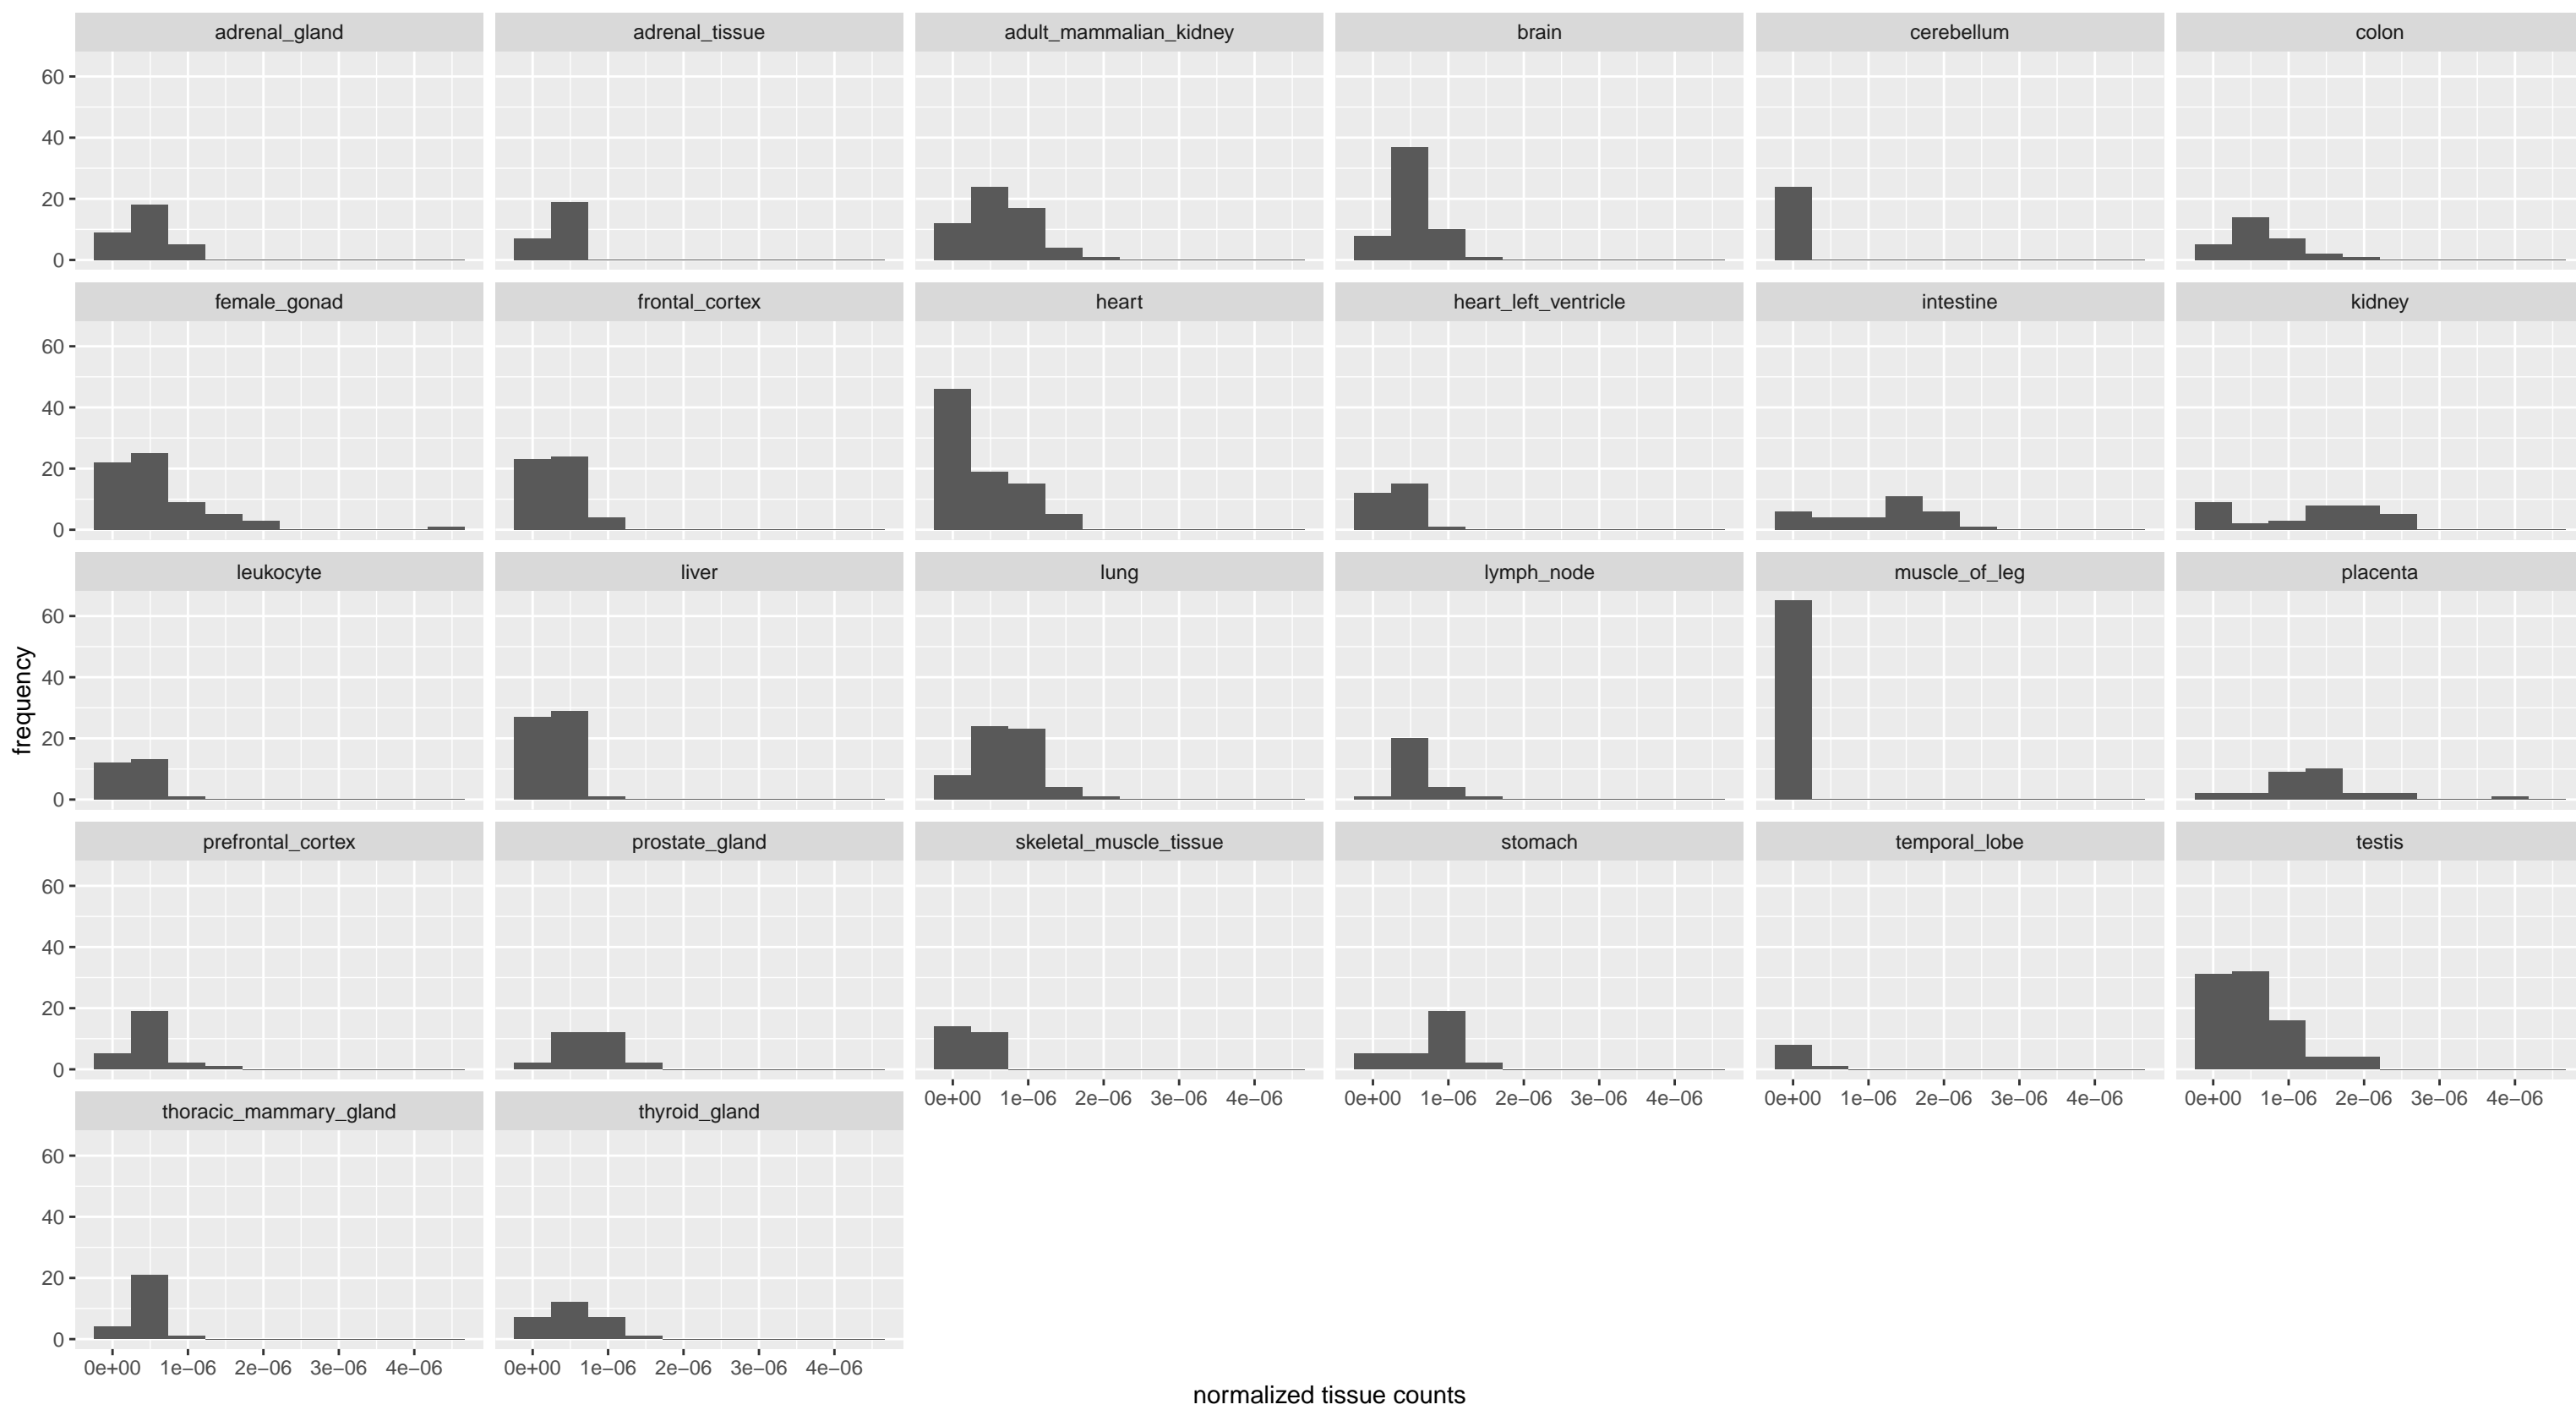 adrenal_gland adrenal_tissue adult_mammalian_kidney brain cerebellum colon
60
40
20
0
female_gonad frontal_cortex heart heart_left_ventricle intestine kidney
60
40
20
0
leukocyte liver lung lymph_node muscle_of_leg placenta
60
40
20
0
frequency
prefrontal_cortex prostate_gland skeletal_muscle_tissue stomach temporal_lobe testis
60
40
20
0
0e+00 1e−06 2e−06 3e−06 4e−06 0e+00 1e−06 2e−06 3e−06 4e−06 0e+00 1e−06 2e−06 3e−06 4e−06 0e+00 1e−06 2e−06 3e−06 4e−06
thoracic_mammary_gland thyroid_gland
60
40
20
0
0e+00 1e−06 2e−06 3e−06 4e−06 0e+00 1e−06 2e−06 3e−06 4e−06
normalized tissue counts